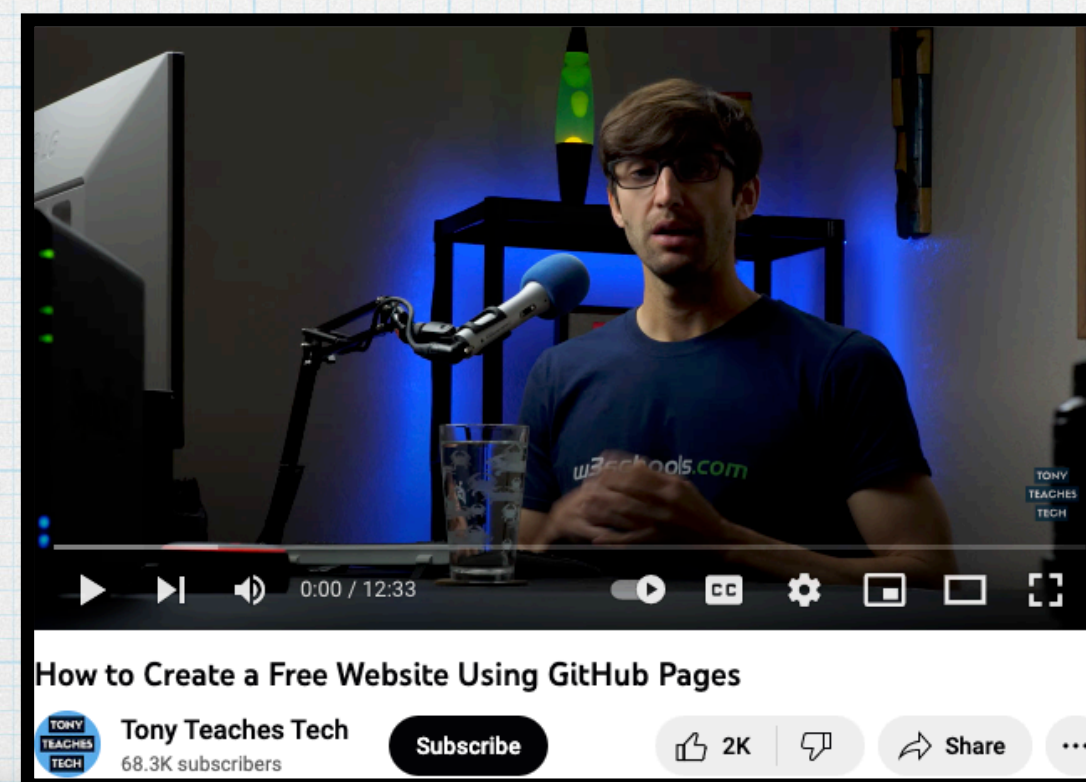 w3schools.com
TONY
TEACHES
TECH
0:00 / 12:33
CC
How to Create a Free Website Using GitHub Pages
TONY
TEACHES
TECH
Tony Teaches Tech
68.3K subscribers
Subscribe
2K
Share